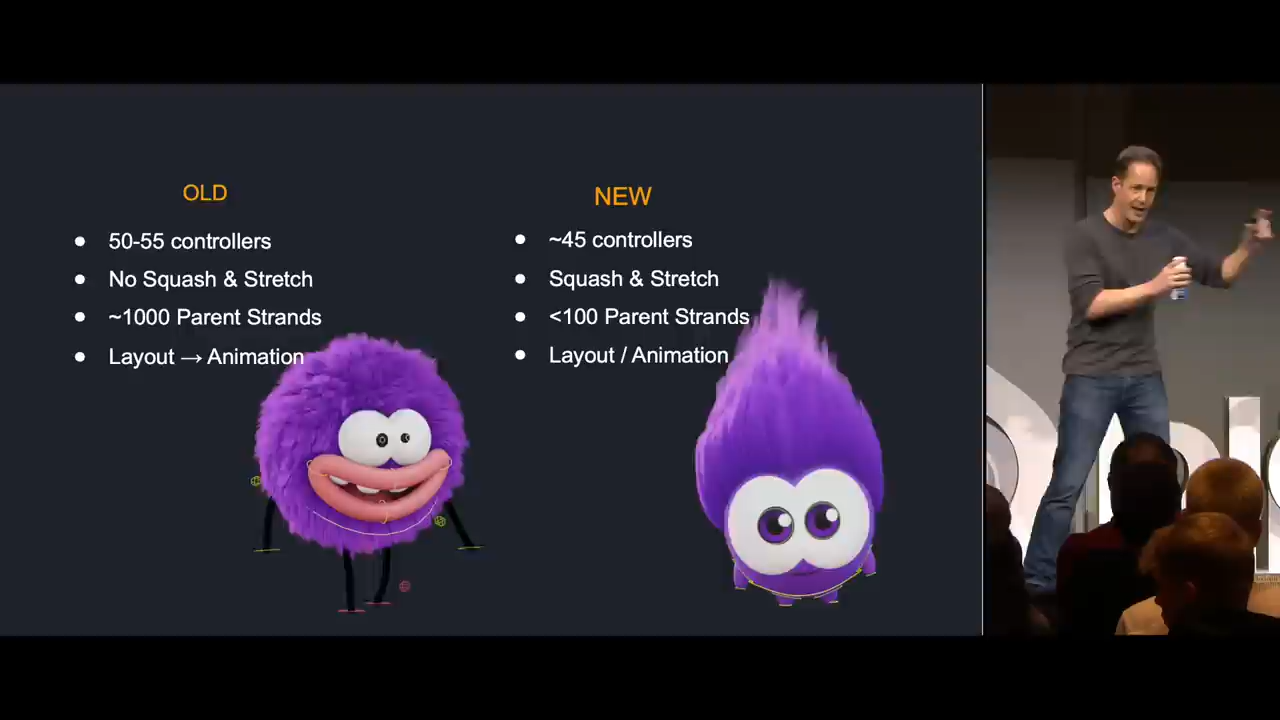 OLD
● 50-55 controllers
● No Squash & Stretch
● ~1000 Parent Strands
● Layout → Animation
NEW
● ~45 controllers
● Squash & Stretch
● <100 Parent Strands
● Layout / Animation